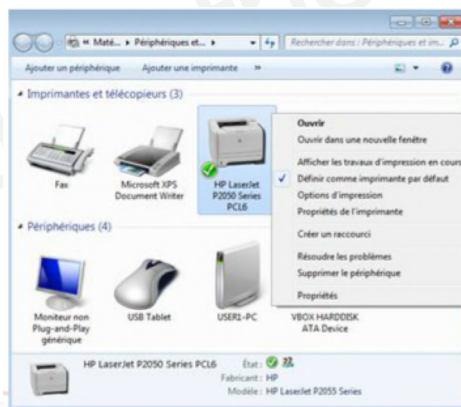 « Maté... ▸ Périphériques et... ▸
Rechercher dans : Périphériques et im...
Ajouter un périphérique Ajouter une imprimante »
Imprimantes et télécopieurs (3)
Fax
Microsoft XPS
Document Writer
HP LaserJet
P2050 Series
PCL6
Ouvrir
Ouvrir dans une nouvelle fenêtre
Afficher les travaux d'impression en cours
Définir comme imprimante par défaut
Options d'impression
Propriétés de l'imprimante
Créer un raccourci
Résoudre les problèmes
Supprimer le périphérique
Propriétés
Périphériques (4)
Moniteur non
Plug-and-Play
générique
USB Tablet
USER1-PC
VBOX HARDDISK
ATA Device
HP LaserJet P2050 Series PCL6 État :
Fabricant : HP
Modèle : HP LaserJet P2055 Series